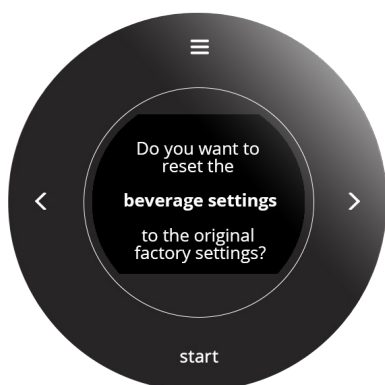 Do you want to
reset the
beverage settings
to the original
factory settings?
start